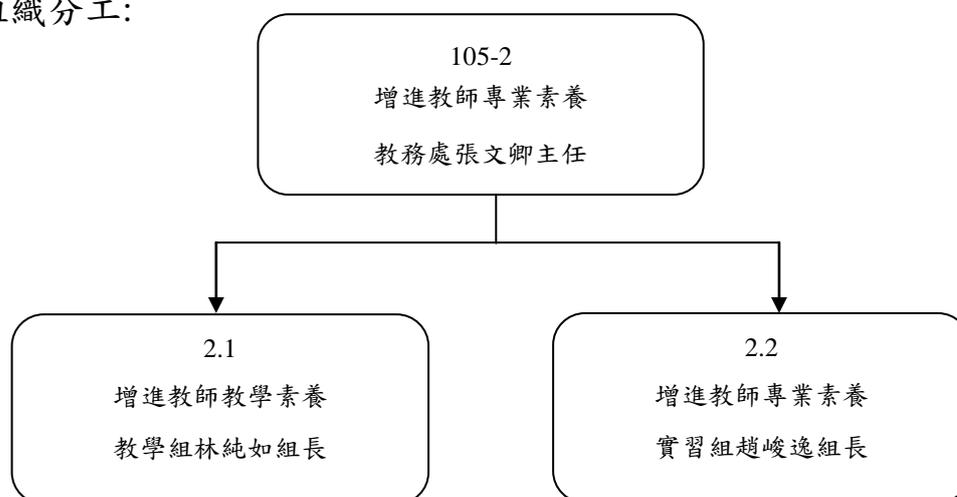 織分工:
105-2
增進教師專業素養
教務處張文卿主任
2.1
增進教師教學素養
教學組林純如組長
2.2
增進教師專業素養
實習組趙峻逸組長